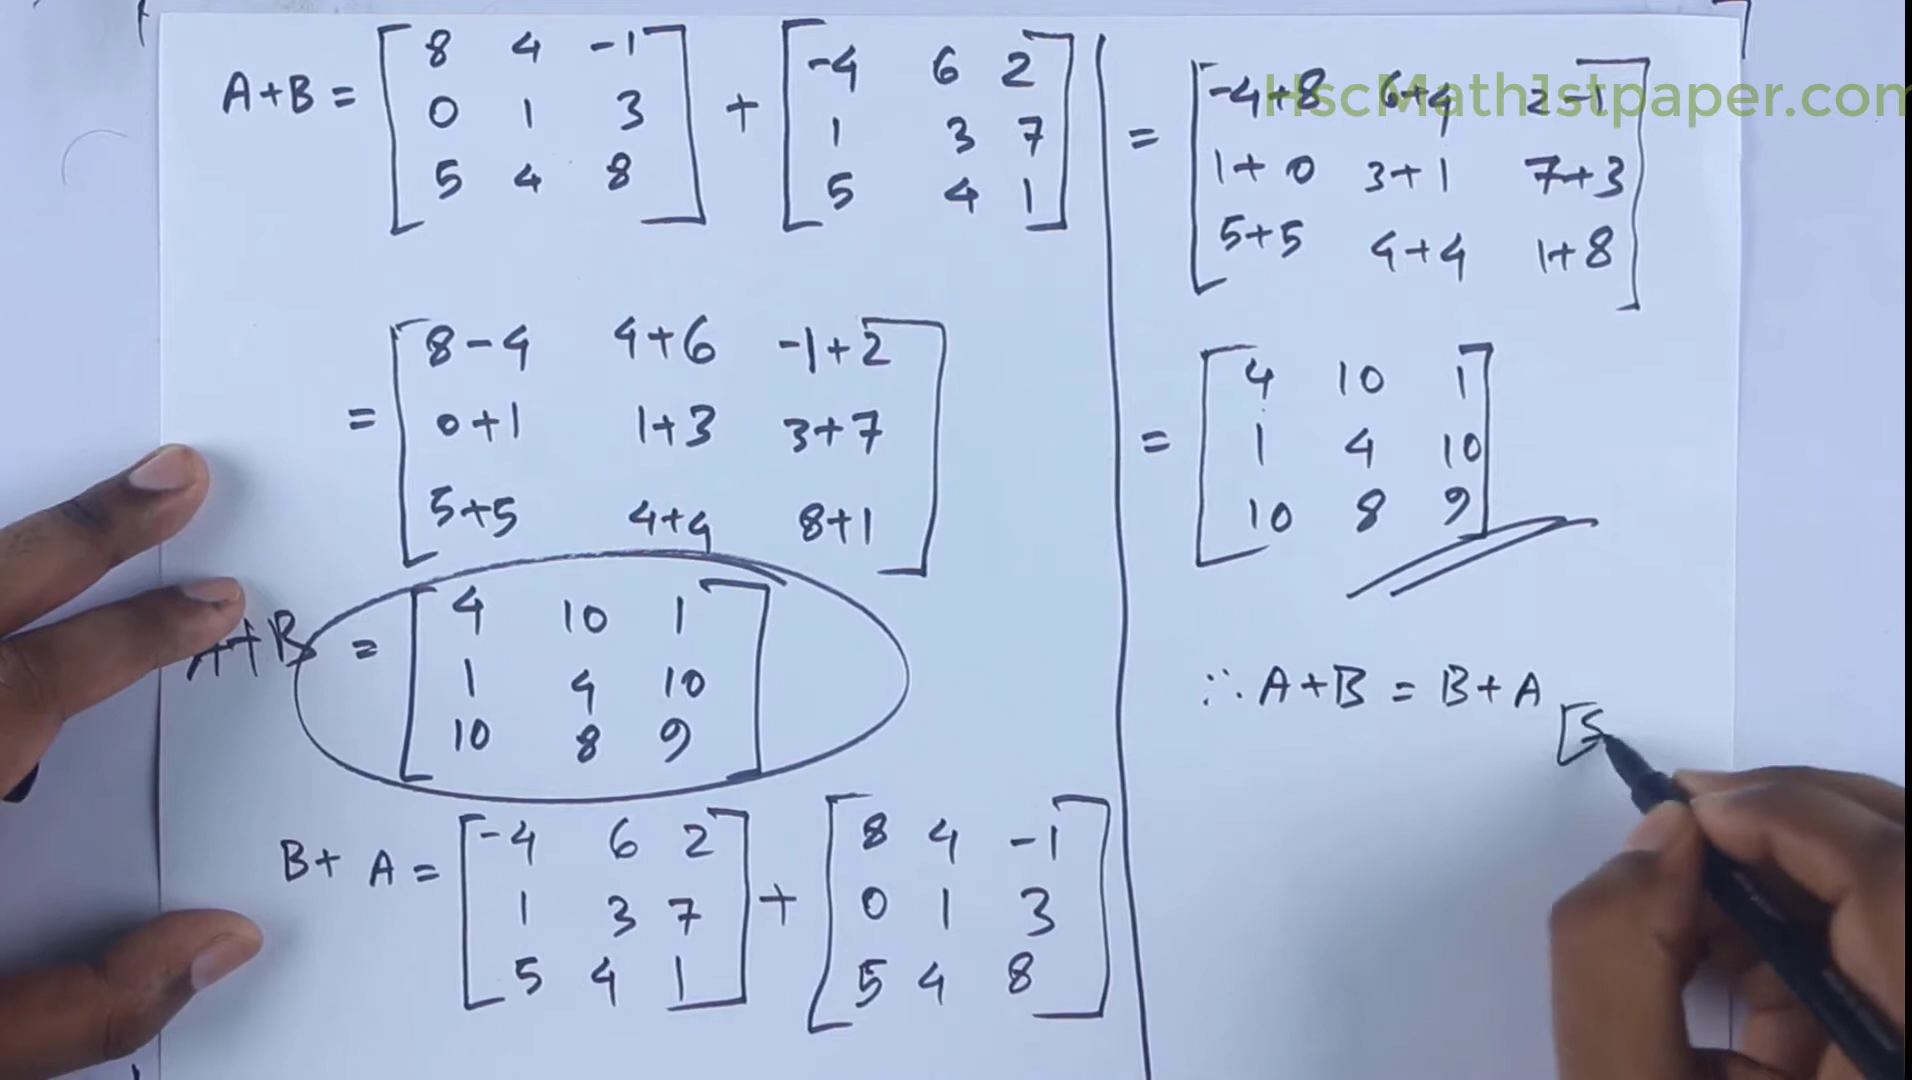 A+B = [8 4 -1] + [-4 6 2]
[0 1 3] [1 3 7]
[5 4 8] [5 4 1]
= [8-4 4+6 -1+2]
[0+1 1+3 3+7]
[5+5 4+4 8+1]
A+B = [4 10 1]
[1 4 10]
[10 8 9]
B+A = [-4 6 2] + [8 4 -1]
[1 3 7] [0 1 3]
[5 4 1] [5 4 8]
HscMath1stpaper.com
= [-4+8 6+4 2-1]
[1+0 3+1 7+3]
[5+5 4+4 1+8]
= [4 10 1]
[1 4 10]
[10 8 9]
∴ A+B = B+A
[S